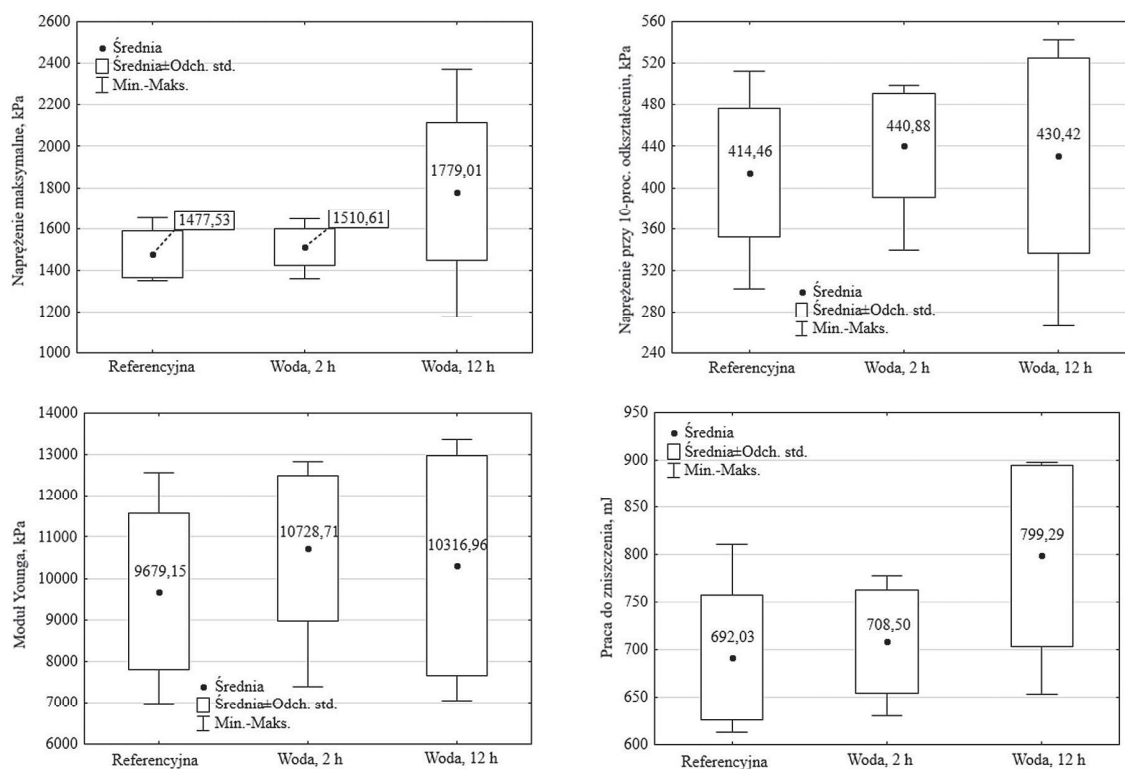 Naprężenie maksymalne, kPa
2600
2400
2200
2000
1800
1600
1400
1200
1000
Średnia
Średnia±Odch. std.
Min.-Maks.
1477,53
1510,61
1779,01
Referencyjna
Woda, 2 h
Woda, 12 h
Naprężenie przy 10-proc. odkształceniu, kPa
560
520
480
440
400
360
320
280
240
414,46
440,88
430,42
Średnia
Średnia±Odch. std.
Min.-Maks.
Referencyjna
Woda, 2 h
Woda, 12 h
Moduł Younga, kPa
14000
13000
12000
11000
10000
9000
8000
7000
6000
9679,15
10728,71
10316,96
Średnia
Średnia±Odch. std.
Min.-Maks.
Referencyjna
Woda, 2 h
Woda, 12 h
Praca do zniszczenia, mJ
950
900
850
800
750
700
650
600
Średnia
Średnia±Odch. std.
Min.-Maks.
692,03
708,50
799,29
Referencyjna
Woda, 2 h
Woda, 12 h